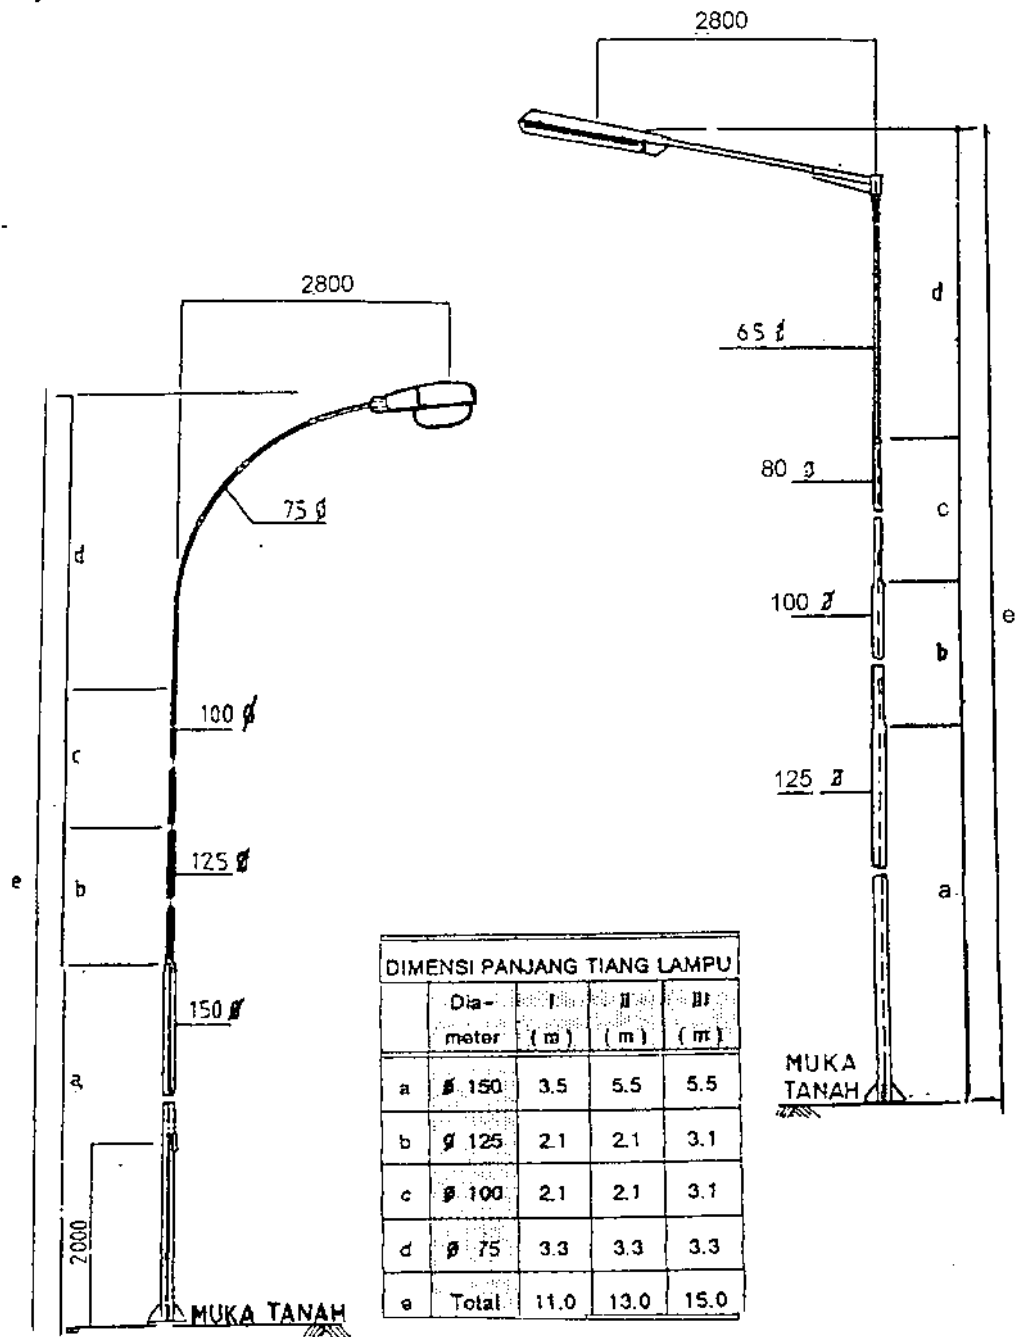 2800
65 ø
d
80 ø
c
100 ø
b
e
125 ø
a
MUKA
TANAH
2800
75 ø
d
100 ø
c
125 ø
b
e
150 ø
a
2000
MUKA TANAH
DIMENSI PANJANG TIANG LAMPU
Dia-meter I (m) II (m) III (m)
a ø 150 3.5 5.5 5.5
b ø 125 2.1 2.1 3.1
c ø 100 2.1 2.1 3.1
d ø 75 3.3 3.3 3.3
e Total 11.0 13.0 15.0